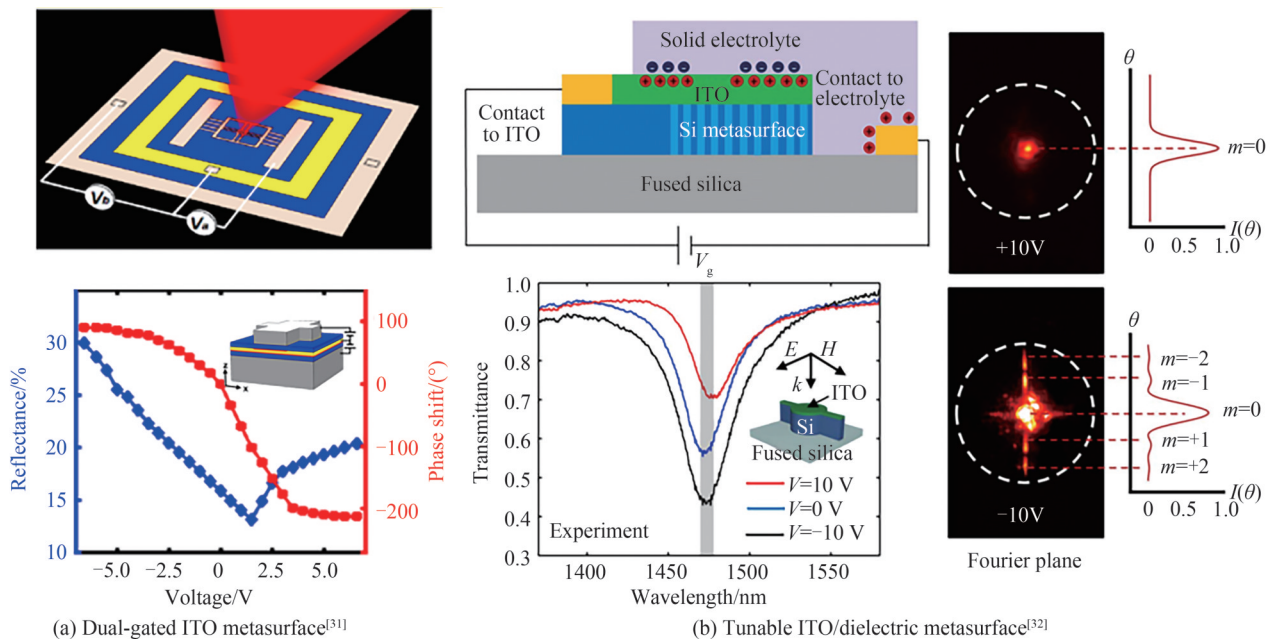 V_b
V_a
Reflectance/%
30
25
20
15
10
Phase shift/(°)
100
0
−100
−200
−5.0
−2.5
0
2.5
5.0
Voltage/V
z
x
(a) Dual-gated ITO metasurface[31]
Solid electrolyte
ITO
Contact to
electrolyte
Contact
to ITO
Si metasurface
Fused silica
V_g
Transmittance
1.0
0.9
0.8
0.7
0.6
0.5
0.4
0.3
E
H
k
ITO
Si
Fused silica
V=10 V
V=0 V
V=−10 V
Experiment
1400
1450
1500
1550
Wavelength/nm
+10V
θ
m=0
I(θ)
0
0.5
1.0
−10V
θ
m=−2
m=−1
m=0
m=+1
m=+2
I(θ)
0
0.5
1.0
Fourier plane
(b) Tunable ITO/dielectric metasurface[32]